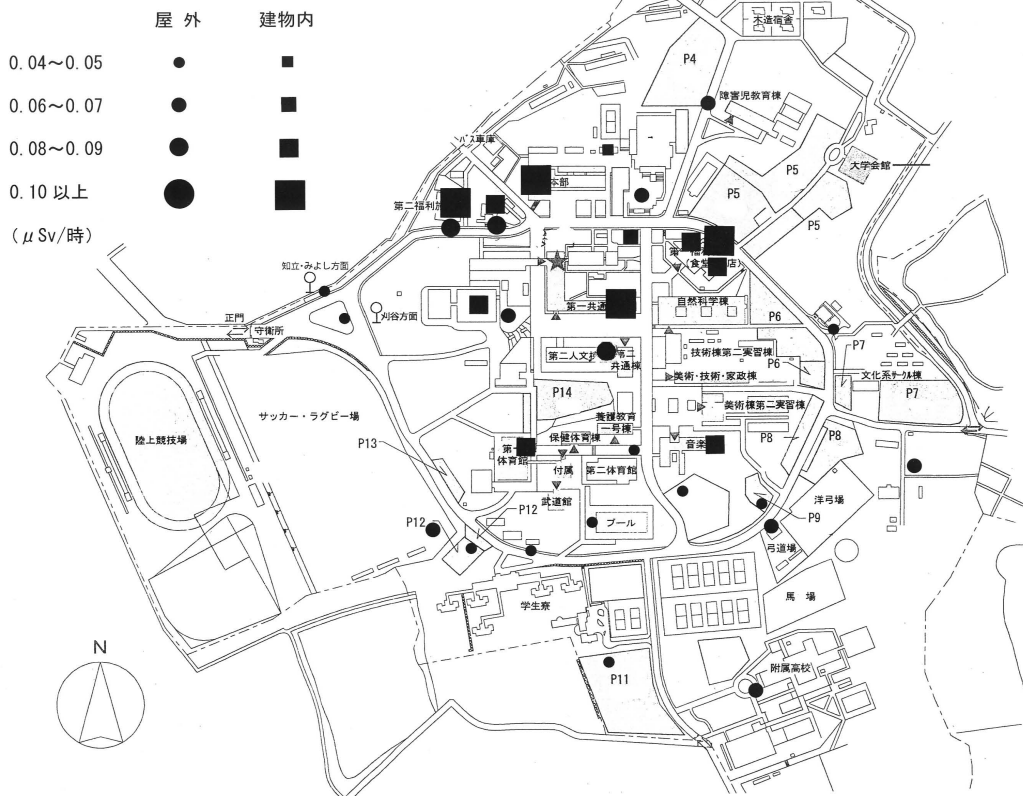 屋 外 建物内
0.04～0.05
0.06～0.07
0.08～0.09
0.10 以上
(μSv/時)
木造宿舎
P4
障害児教育棟
バス車庫
大学会館
本部
P5
P5
P5
第二福利施
第一福
(食堂 店)
知立・みよし方面
刈谷方面
正門
守衛所
第一共通
自然科学棟
P6
第二人文
第二
共通棟
技術棟第二実習棟
P6
P7
美術・技術・家政棟
文化系サークル棟
P7
P14
養護教育
一号棟
美術棟第二実習棟
サッカー・ラグビー場
陸上競技場
P13
第一
体育館
保健体育棟
音楽
P8
P8
付属
第二体育館
武道館
洋弓場
P9
P12
P12
プール
弓道場
馬 場
学生寮
N
P11
附属高校